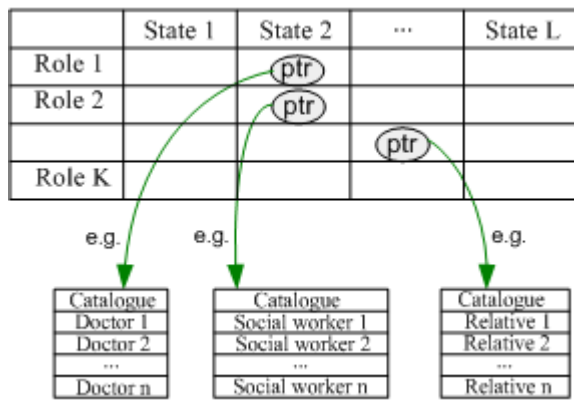 State 1 State 2 ... State L
Role 1 ptr
Role 2 ptr
ptr
Role K
e.g. e.g. e.g.
Catalogue
Doctor 1
Doctor 2
...
Doctor n
Catalogue
Social worker 1
Social worker 2
...
Social worker n
Catalogue
Relative 1
Relative 2
...
Relative n